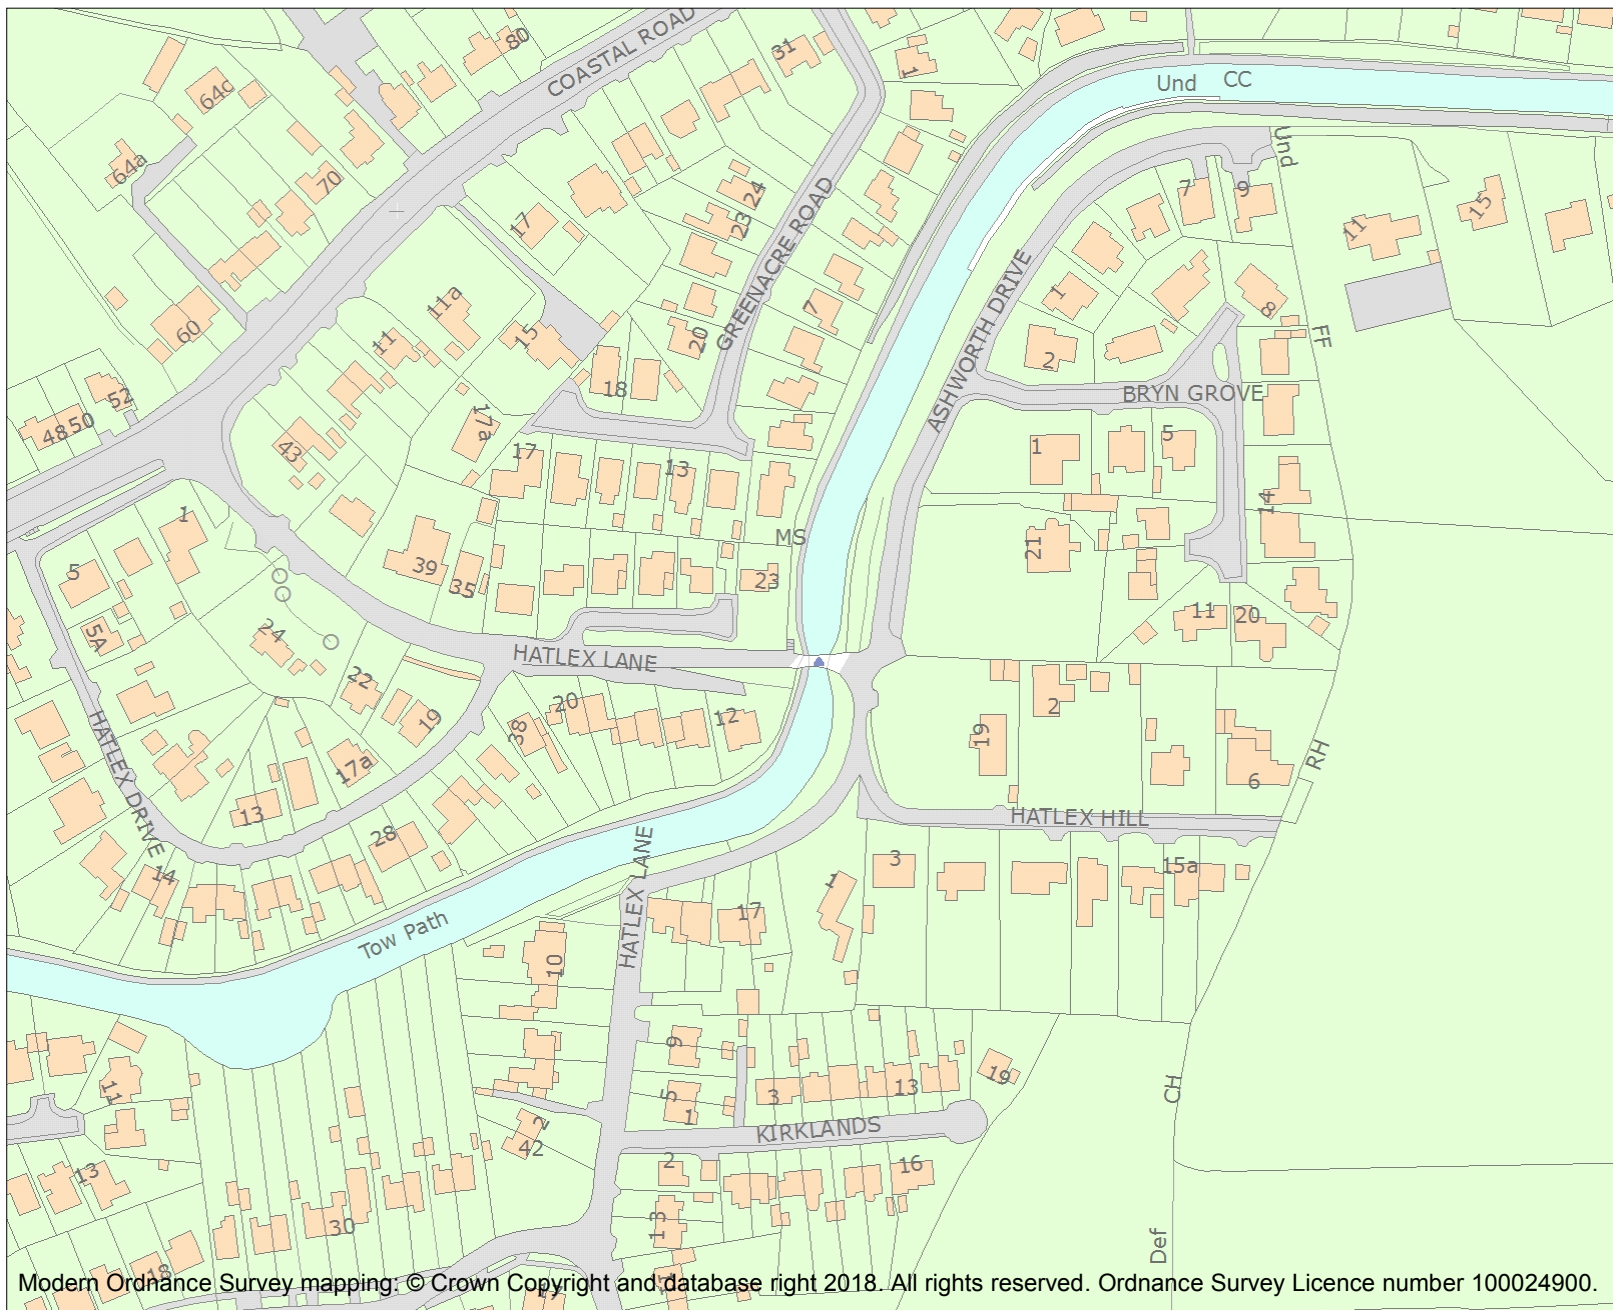 80
COASTAL ROAD
31
1
Und
CC
64c
64a
70
17
24
23
GREENACRE ROAD
Und
7
9
11
15
60
11a
11
15
20
7
1
8
ASHWORTH DRIVE
FF
2
BRYN GROVE
52
50
48
18
17a
43
17
13
1
5
14
1
MS
21
5
39
35
23
11
20
5A
24
HATLEX LANE
22
20
12
38
19
2
19
RH
HATLEX DRIVE
17a
6
13
28
HATLEX HILL
HATLEX LANE
3
15a
14
1
17
Tow Path
10
9
11
5
1
3
13
19
CH
2
42
KIRKLANDS
13
2
16
30
13
Def
18
Modern Ordnance Survey mapping: © Crown Copyright and database right 2018. All rights reserved. Ordnance Survey Licence number 100024900.